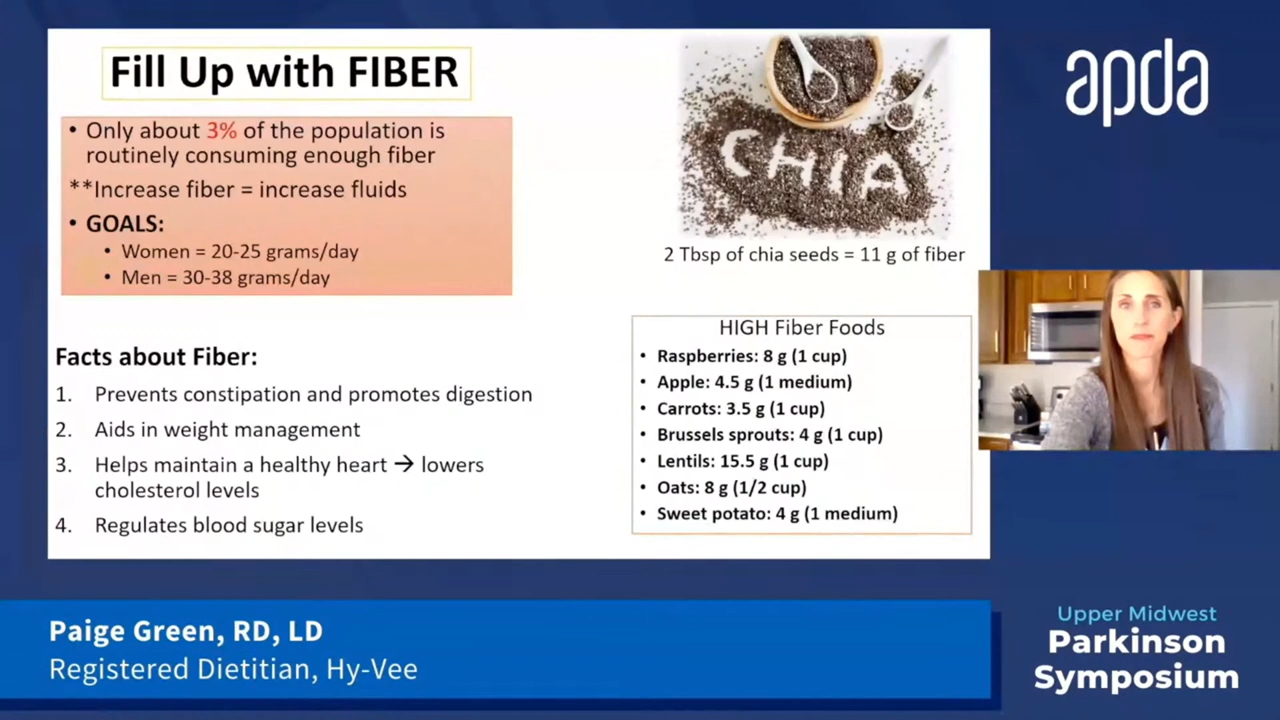 Fill Up with FIBER
• Only about 3% of the population is
routinely consuming enough fiber
**Increase fiber = increase fluids
• GOALS:
• Women = 20-25 grams/day
• Men = 30-38 grams/day
Facts about Fiber:
1. Prevents constipation and promotes digestion
2. Aids in weight management
3. Helps maintain a healthy heart → lowers
cholesterol levels
4. Regulates blood sugar levels
CHIA
2 Tbsp of chia seeds = 11 g of fiber
HIGH Fiber Foods
• Raspberries: 8 g (1 cup)
• Apple: 4.5 g (1 medium)
• Carrots: 3.5 g (1 cup)
• Brussels sprouts: 4 g (1 cup)
• Lentils: 15.5 g (1 cup)
• Oats: 8 g (1/2 cup)
• Sweet potato: 4 g (1 medium)
apda
Paige Green, RD, LD
Registered Dietitian, Hy-Vee
Upper Midwest
Parkinson
Symposium